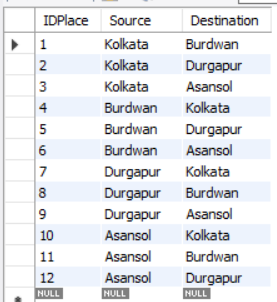 IDPlace Source Destination
1 Kolkata Burdwan
2 Kolkata Durgapur
3 Kolkata Asansol
4 Burdwan Kolkata
5 Burdwan Durgapur
6 Burdwan Asansol
7 Durgapur Kolkata
8 Durgapur Burdwan
9 Durgapur Asansol
10 Asansol Kolkata
11 Asansol Burdwan
12 Asansol Durgapur
NULL NULL NULL